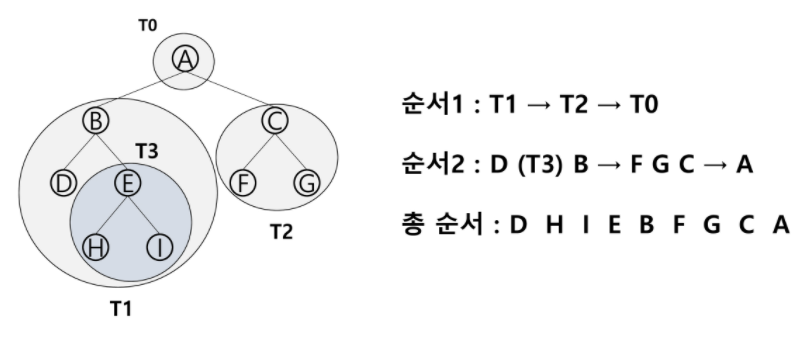 T0
A
B
C
T3
D
E
F
G
H
I
T2
T1
순서1 : T1 → T2 → T0
순서2 : D (T3) B → F G C → A
총 순서 : D H I E B F G C A